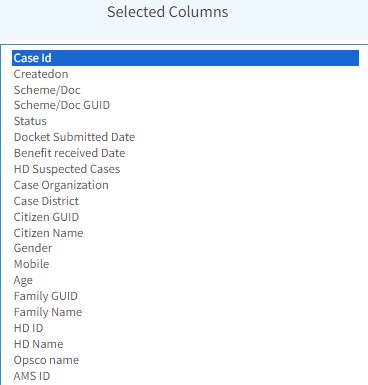 Selected Columns
Case Id
Createdon
Scheme/Doc
Scheme/Doc GUID
Status
Docket Submitted Date
Benefit received Date
HD Suspected Cases
Case Organization
Case District
Citizen GUID
Citizen Name
Gender
Mobile
Age
Family GUID
Family Name
HD ID
HD Name
Opsco name
AMS ID